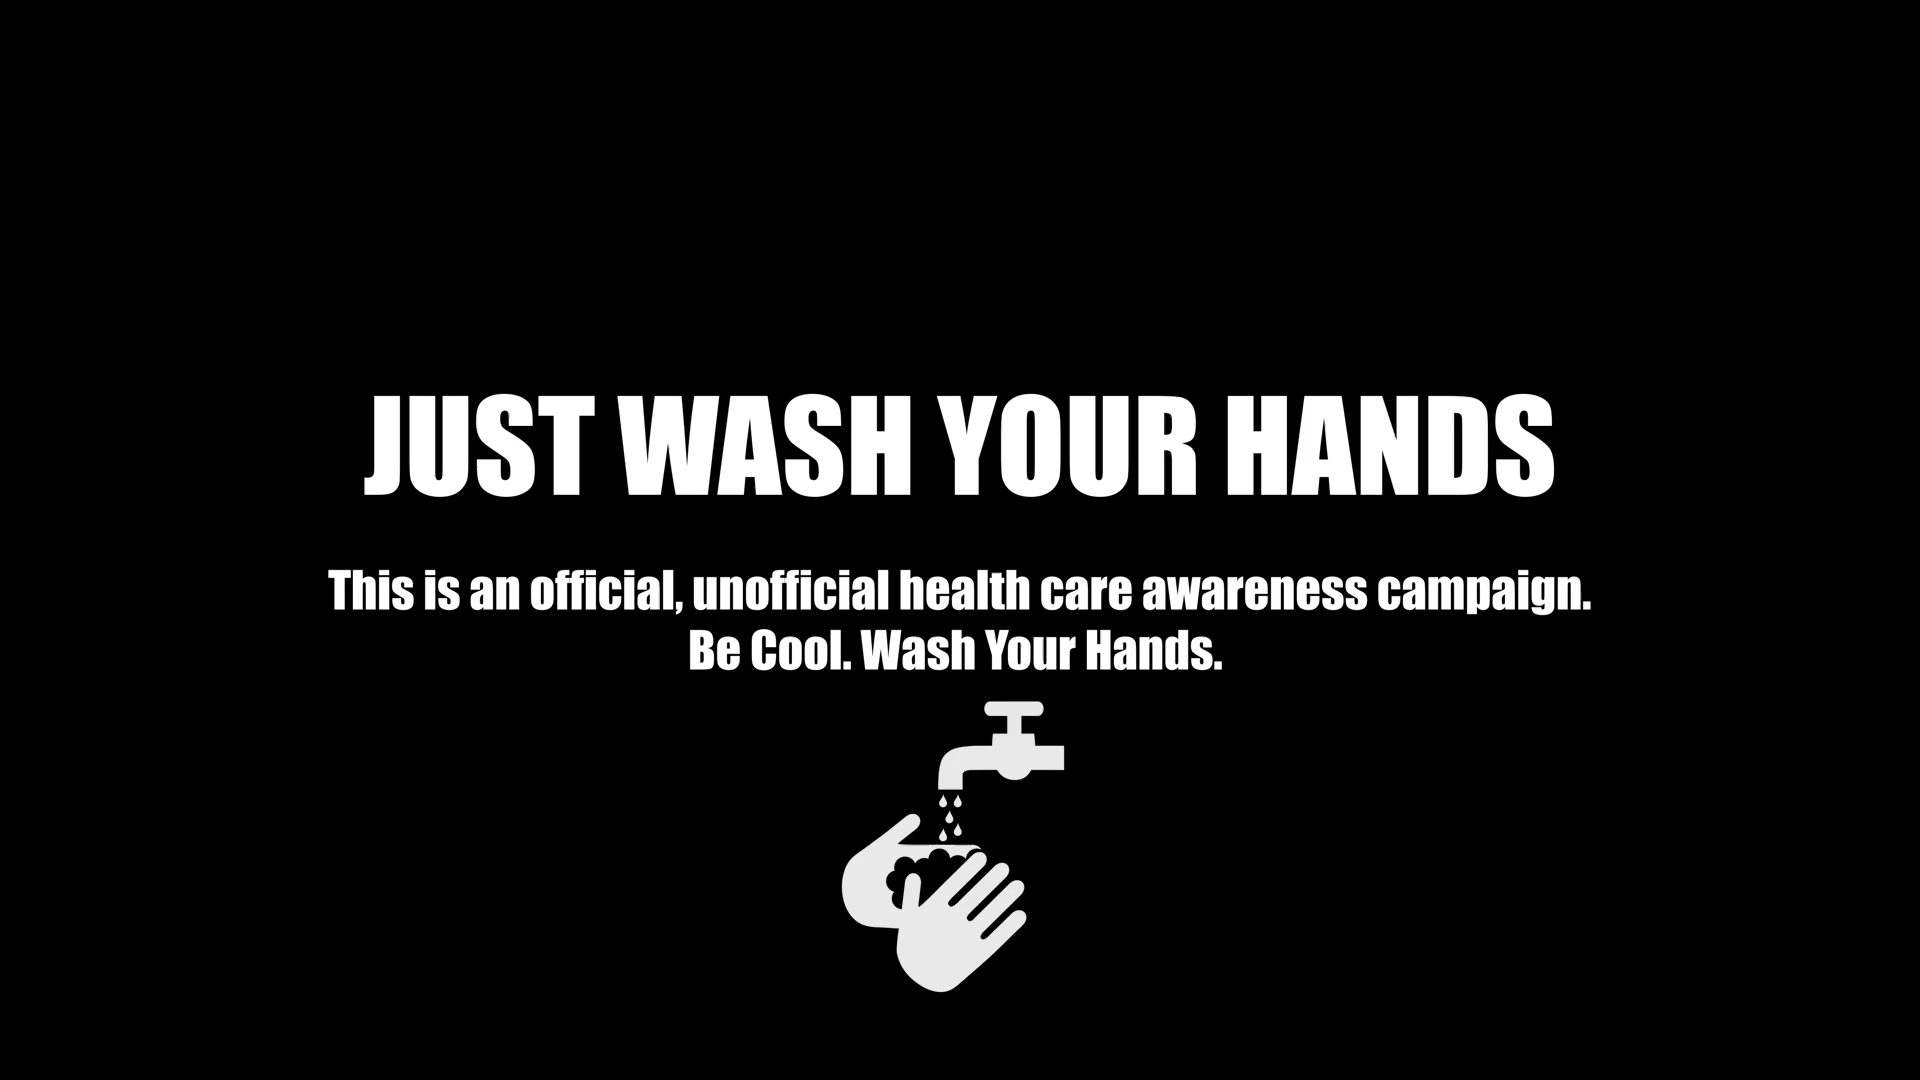 JUST WASH YOUR HANDS
This is an official, unofficial health care awareness campaign.
Be Cool. Wash Your Hands.